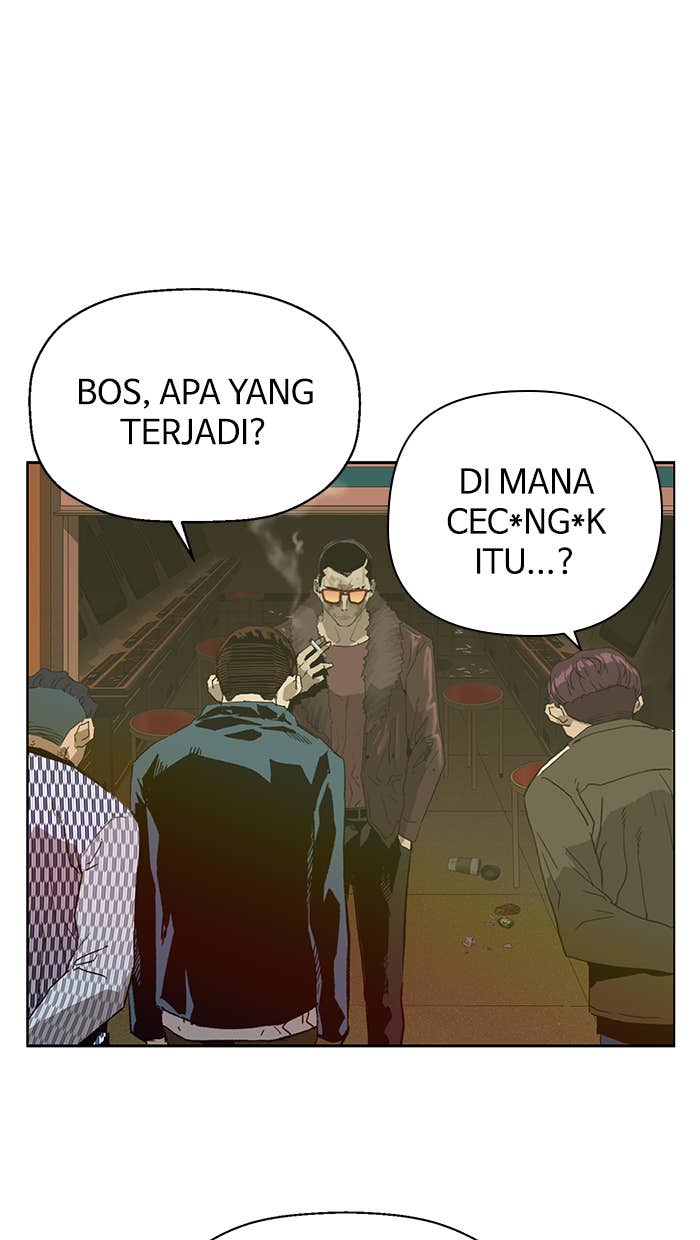 BOS, APA YANG
TERJADI?
DI MANA
CEC*NG*K
ITU...?